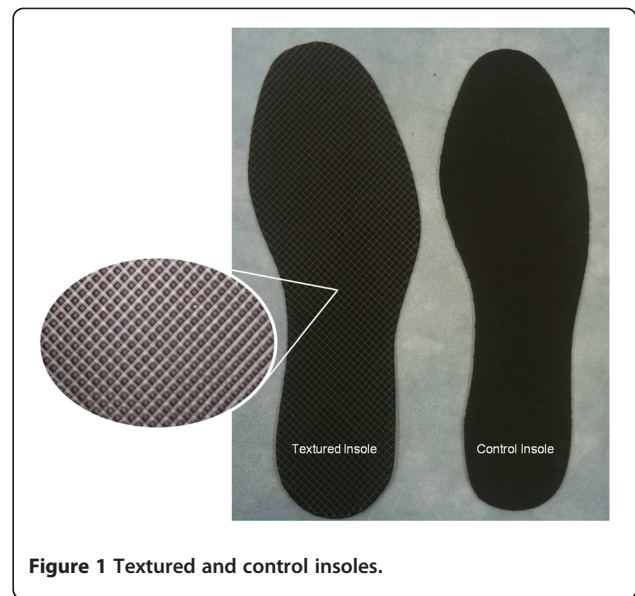 Textured Insole
Control Insole
Figure 1 Textured and control insoles.